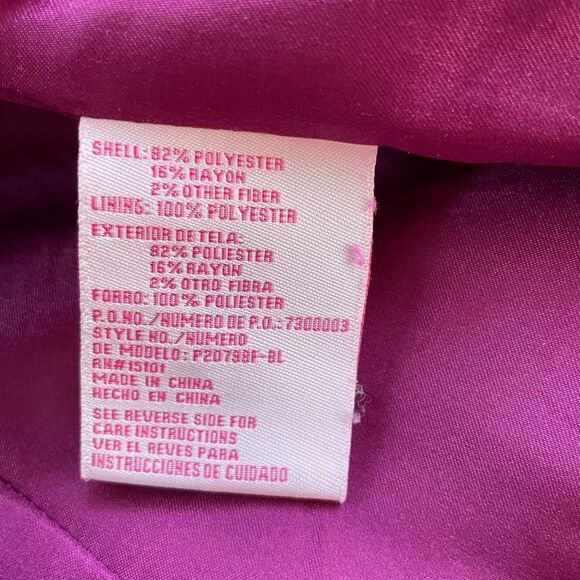 SHELL: 82% POLYESTER
16% RAYON
2% OTHER FIBER
LINING: 100% POLYESTER
EXTERIOR DE TELA:
82% POLIESTER
16% RAYON
2% OTRO FIBRA
FORRO: 100% POLIESTER
P.O.NO./NUMERO DE P.O.: 7300003
STYLE NO./NUMERO
DE MODELO: P20798F-BL
RN#15101
MADE IN CHINA
HECHO EN CHINA
SEE REVERSE SIDE FOR
CARE INSTRUCTIONS
VER EL REVES PARA
INSTRUCCIONES DE CUIDADO